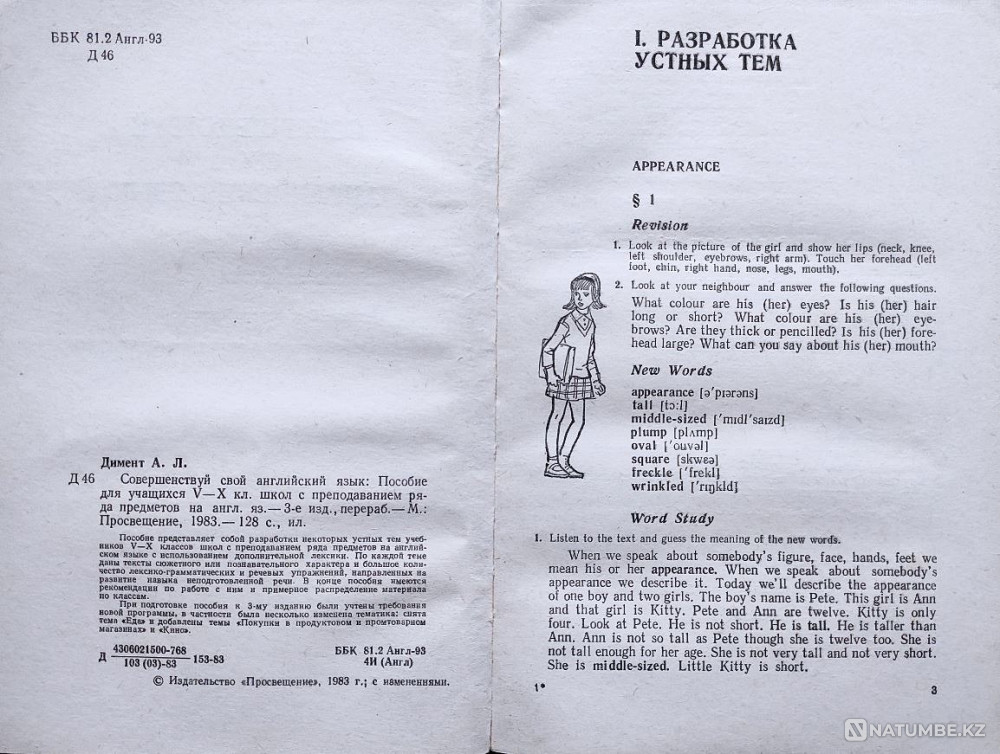 ББК 81.2 Англ-93
Д 46
Димент А. Л.
Д 46 Совершенствуй свой английский язык: Пособие
для учащихся V—X кл. школ с преподаванием ря-
да предметов на англ. яз.— 3-е изд., перераб.— М.:
Просвещение, 1983.— 128 с., ил.
Пособие представляет собой разработки некоторых устных тем учеб-
ников V—X классов школ с преподаванием ряда предметов на англий-
ском языке с использованием дополнительной лексики. По каждой теме
даны тексты сюжетного или познавательного характера и большое коли-
чество лексико-грамматических и речевых упражнений, направленных на
развитие навыка неподготовленной речи. В конце пособия имеются
рекомендации по работе с ним и примерное распределение материала
по классам.
При подготовке пособия к 3-му изданию были учтены требования
новой программы, в частности была несколько изменена тематика: снята
тема «Еда» и добавлены темы «Покупки в продуктовом и промтоварном
магазинах» и «Кино».
Д 4306021500-768
103 (03)-83 153-83
ББК 81.2 Англ-93
4И (Англ)
© Издательство «Просвещение», 1983 г.; с изменениями.
I. РАЗРАБОТКА
УСТНЫХ ТЕМ
APPEARANCE
§ 1
Revision
1. Look at the picture of the girl and show her lips (neck, knee,
left shoulder, eyebrows, right arm). Touch her forehead (left
foot, chin, right hand, nose, legs, mouth).
2. Look at your neighbour and answer the following questions.
What colour are his (her) eyes? Is his (her) hair
long or short? What colour are his (her) eye-
brows? Are they thick or pencilled? Is his (her) fore-
head large? What can you say about his (her) mouth?
New Words
appearance [ə'pɪərəns]
tall [tɔ:l]
middle-sized ['mɪdl'saɪzd]
plump [plʌmp]
oval ['ouvəl]
square [skwɛə]
freckle ['frekl]
wrinkled ['rɪŋkld]
Word Study
1. Listen to the text and guess the meaning of the new words.
When we speak about somebody's figure, face, hands, feet we
mean his or her appearance. When we speak about somebody's
appearance we describe it. Today we'll describe the appearance
of one boy and two girls. The boy's name is Pete. This girl is Ann
and that girl is Kitty. Pete and Ann are twelve. Kitty is only
four. Look at Pete. He is not short. He is tall. He is taller than
Ann. Ann is not so tall as Pete though she is twelve too. She is
not tall enough for her age. She is not very tall and not very short.
She is middle-sized. Little Kitty is short.
1*
3
NATUMBE.KZ